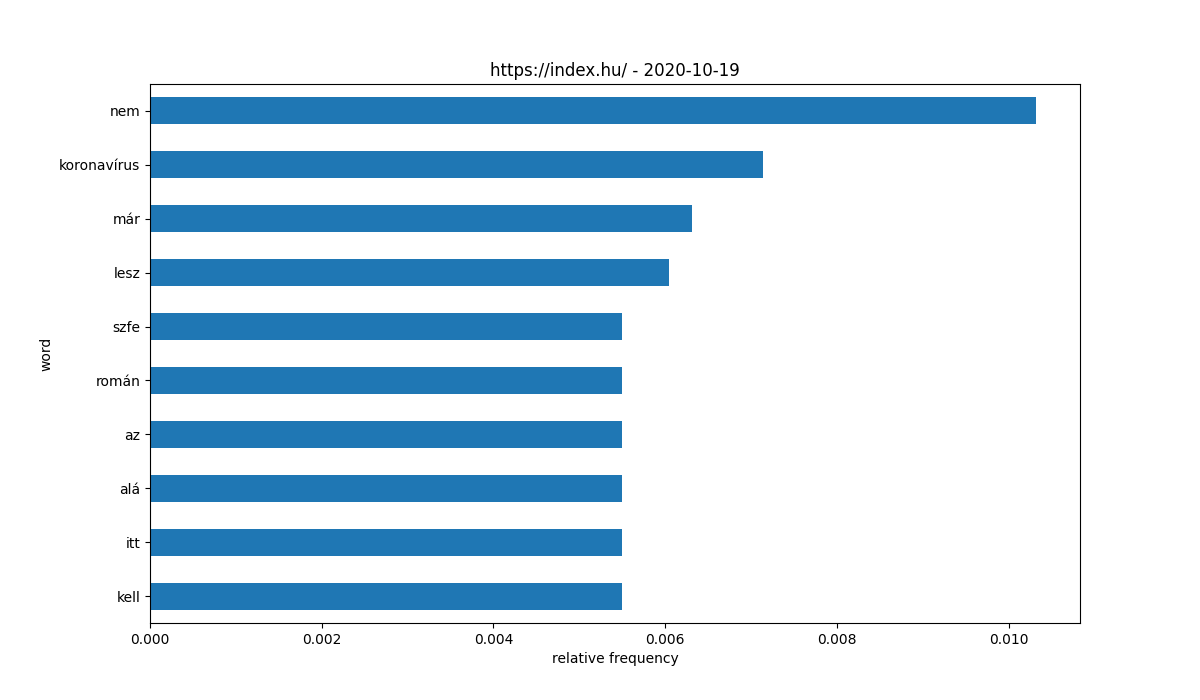 https://index.hu/ - 2020-10-19
word
nem
koronavírus
már
lesz
szfe
román
az
alá
itt
kell
0.000 0.002 0.004 0.006 0.008 0.010
relative frequency